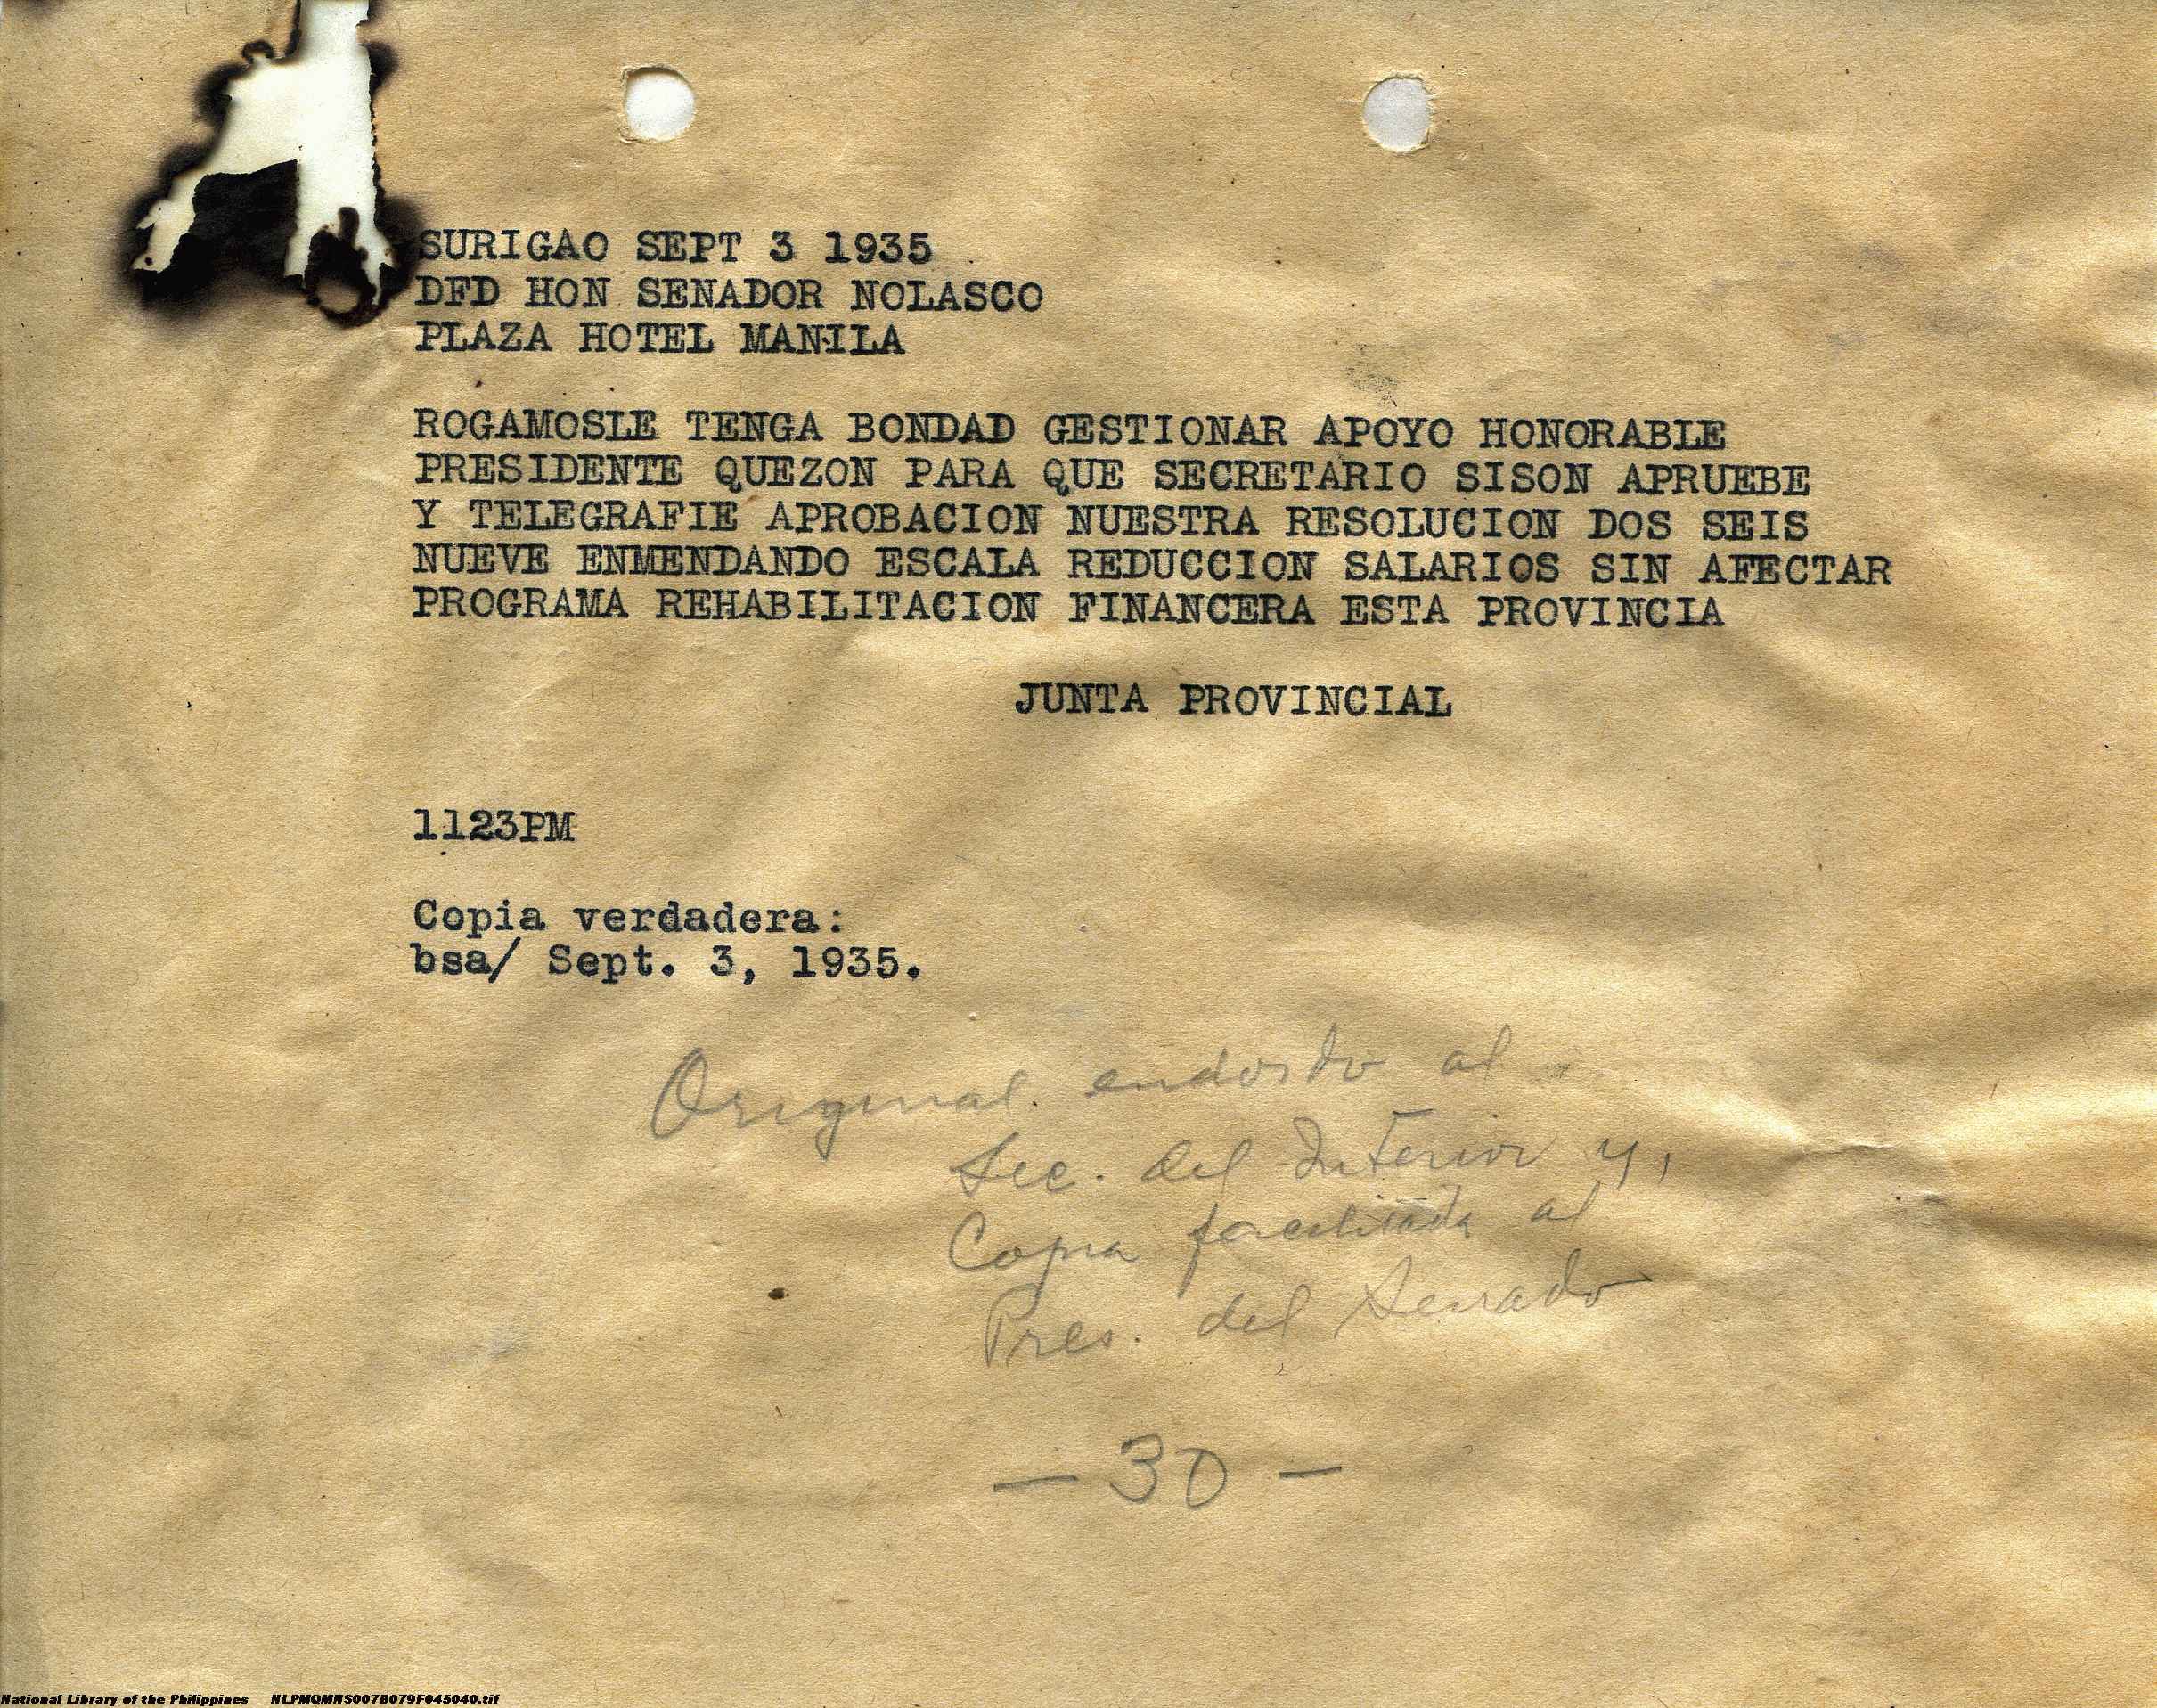 SURIGAO SEPT 3 1935
DFD HON SENADOR NOLASCO
PLAZA HOTEL MANILA
ROGAMOSLE TENGA BONDAD GESTIONAR APOYO HONORABLE
PRESIDENTE QUEZON PARA QUE SECRETARIO SISON APRUEBE
Y TELEGRAFIE APROBACION NUESTRA RESOLUCION DOS SEIS
NUEVE ENMENDANDO ESCALA REDUCCION SALARIOS SIN AFECTAR
PROGRAMA REHABILITACION FINANCERA ESTA PROVINCIA
JUNTA PROVINCIAL
1123PM
Copia verdadera:
bsa/ Sept. 3, 1935.
Original endosdo al
Sec. del Interior y,
Copia facilitada al
Pres. del Senado
- 30 -
National Library of the Philippines NLPMQMNS007B079F045040.tif